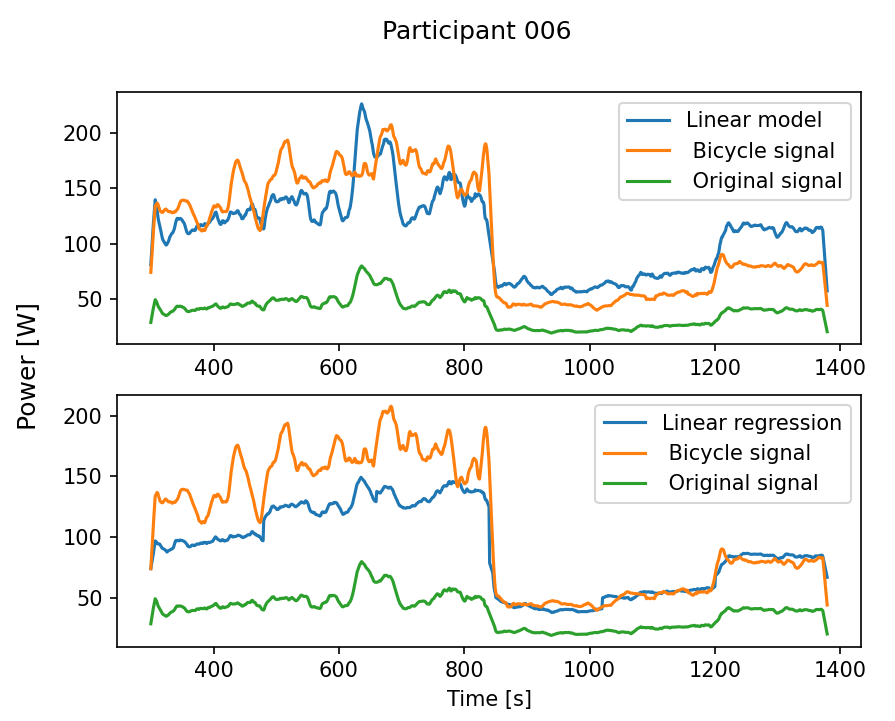 Participant 006
Power [W]
200
150
100
50
Linear model
Bicycle signal
Original signal
400
600
800
1000
1200
1400
200
150
100
50
Linear regression
Bicycle signal
Original signal
400
600
800
1000
1200
1400
Time [s]